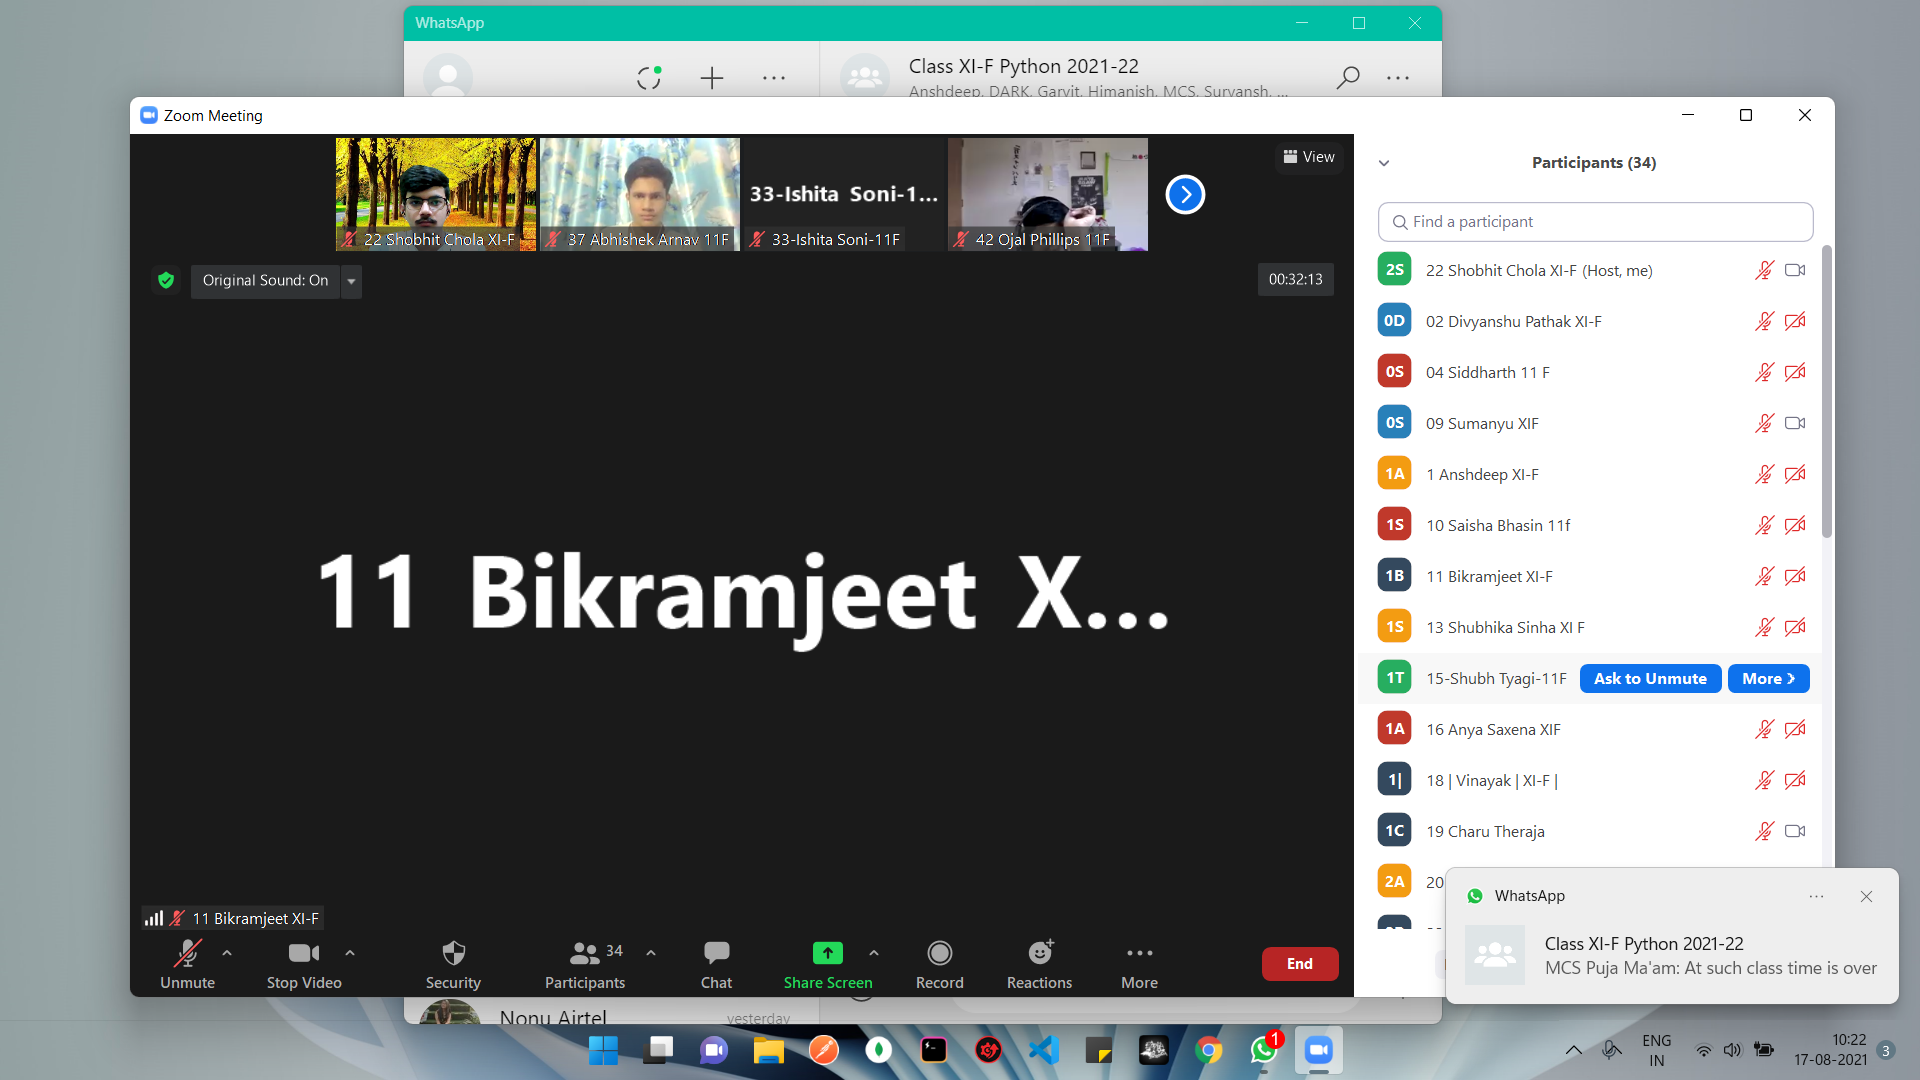 WhatsApp
Class XI-F Python 2021-22
Anshdeep, DARK, Garvit, Himanish, MCS, Suryansh, ...
Zoom Meeting
22 Shobhit Chola XI-F
37 Abhishek Arnav 11F
33-Ishita Soni-1...
33-Ishita Soni-11F
42 Ojal Phillips 11F
View
Original Sound: On
00:32:13
11 Bikramjeet X...
11 Bikramjeet XI-F
Unmute
Stop Video
Security
34
Participants
Chat
Share Screen
Record
Reactions
More
End
Participants (34)
Find a participant
2S 22 Shobhit Chola XI-F (Host, me)
0D 02 Divyanshu Pathak XI-F
0S 04 Siddharth 11 F
0S 09 Sumanyu XIF
1A 1 Anshdeep XI-F
1S 10 Saisha Bhasin 11f
1B 11 Bikramjeet XI-F
1S 13 Shubhika Sinha XI F
1T 15-Shubh Tyagi-11F Ask to Unmute More
1A 16 Anya Saxena XIF
1| 18 | Vinayak | XI-F |
1C 19 Charu Theraja
2A 20
WhatsApp
Class XI-F Python 2021-22
MCS Puja Ma'am: At such class time is over
Nonu Airtel
yesterday
1
ENG
IN
10:22
17-08-2021
3